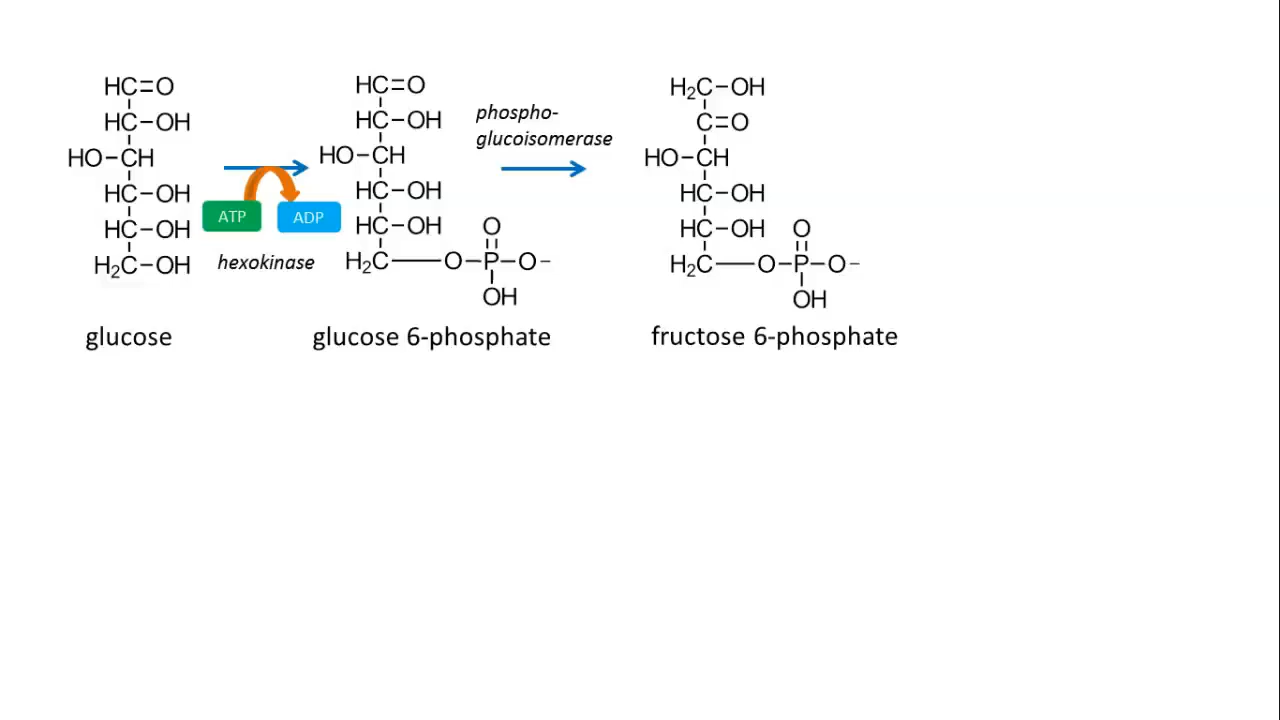 HC=O
HC-OH
HO-CH
HC-OH
HC-OH
H₂C-OH
glucose
ATP
ADP
hexokinase
HC=O
HC-OH
HO-CH
HC-OH
HC-OH
H₂C—O-P-O-
O
OH
glucose 6-phosphate
phospho-
glucoisomerase
H₂C-OH
C=O
HO-CH
HC-OH
HC-OH
H₂C—O-P-O-
O
OH
fructose 6-phosphate